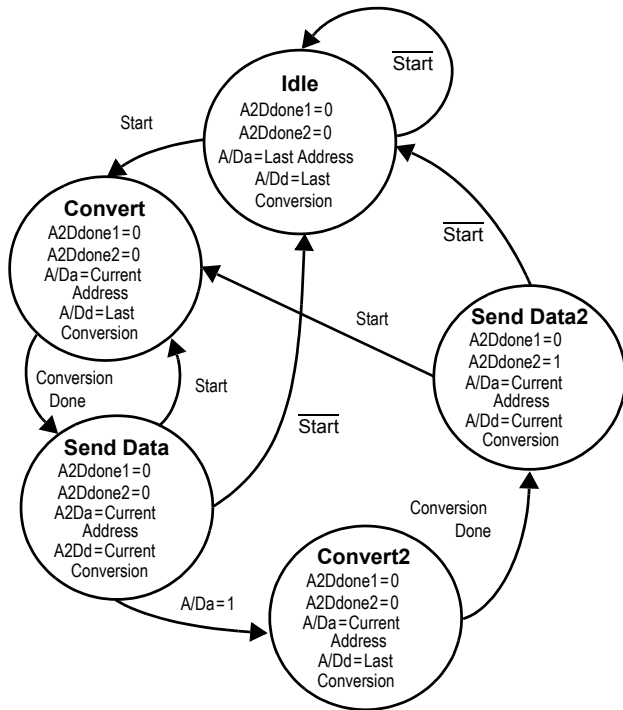 Start
Idle
A2Ddone1=0
A2Ddone2=0
A/Da=Last Address
A/Dd=Last
Conversion
Start
Convert
A2Ddone1=0
A2Ddone2=0
A/Da=Current
Address
A/Dd=Last
Conversion
Start
Start
Send Data2
A2Ddone1=0
A2Ddone2=1
A/Da=Current
Address
A/Dd=Current
Conversion
Conversion
Done
Start
Start
Send Data
A2Ddone1=0
A2Ddone2=0
A2Da=Current
Address
A2Dd=Current
Conversion
Conversion
Done
Convert2
A2Ddone1=0
A2Ddone2=0
A/Da=Current
Address
A/Dd=Last
Conversion
A/Da=1